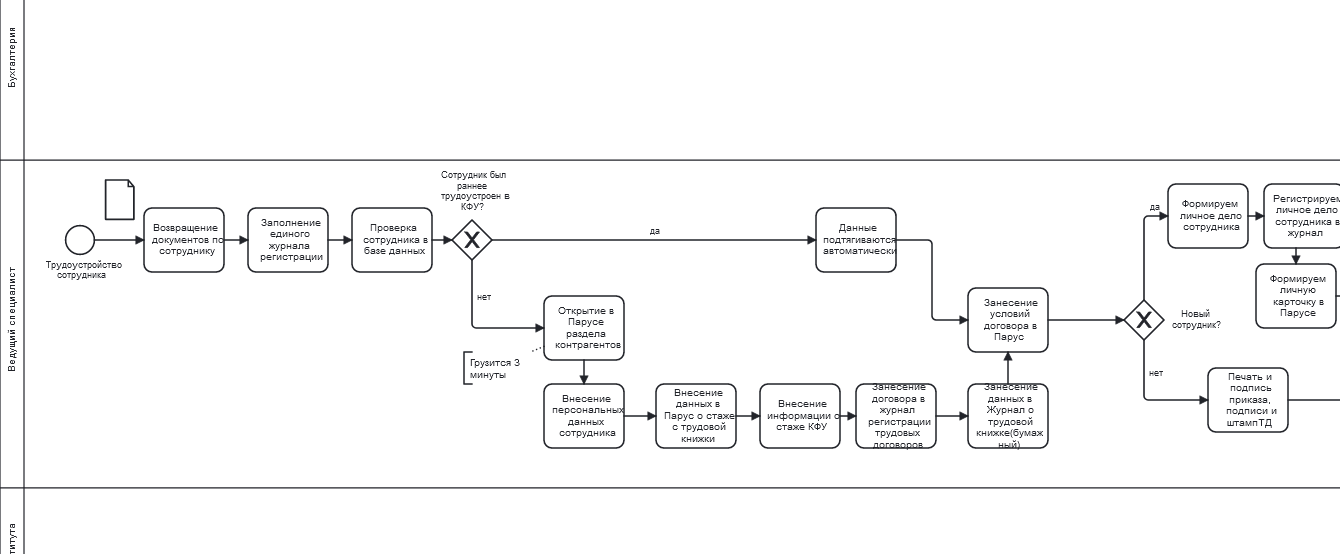 Бухгалтерия
Ведущий специалист
титута
Трудоустройство
сотрудника
Возвращение
документов по
сотруднику
Заполнение
единого
журнала
регистрации
Проверка
сотрудника в
базе данных
Сотрудник был
раннее
трудоустроен в
КФУ?
да
нет
Данные
подтягиваются
автоматически
Открытие в
Парусе
раздела
контрагентов
Грузится 3
минуты
Внесение
персональных
данных
сотрудника
Внесение
данных в
Парус о стаже
с трудовой
книжки
Внесение
информации о
стаже КФУ
Занесение
договора в
журнал
регистрации
трудовых
договоров
Занесение
данных в
Журнал о
трудовой
книжке(бумаж
ный)
Занесение
условий
договора в
Парус
Новый
сотрудник?
да
нет
Формируем
личное дело
сотрудника
Регистрируем
личное дело
сотрудника в
журнал
Формируем
личную
карточку в
Парусе
Печать и
подпись
приказа,
подписи и
штампТД